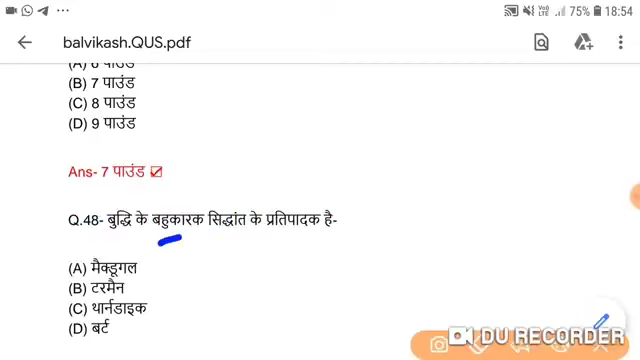 75% 18:54
balvikash.QUS.pdf
(A) 6 पाउंड
(B) 7 पाउंड
(C) 8 पाउंड
(D) 9 पाउंड
Ans- 7 पाउंड
Q.48- बुद्धि के बहुकारक सिद्धांत के प्रतिपादक है-
(A) मैक्डूगल
(B) टरमैन
(C) थार्नडाइक
(D) बर्ट
DU RECORDER